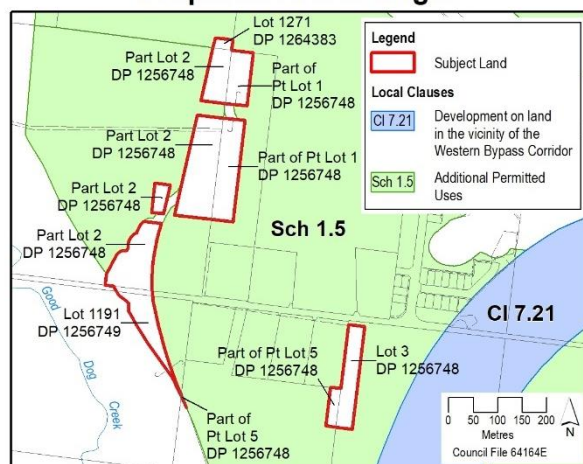 Lot 1271
DP 1264383
Part Lot 2
DP 1256748
Part of
Pt Lot 1
DP 1256748
Part Lot 2
DP 1256748
Part of Pt Lot 1
DP 1256748
Part Lot 2
DP 1256748
Part Lot 2
DP 1256748
Sch 1.5
Lot 1191
DP 1256749
Good
Dog
Creek
Part of
Pt Lot 5
DP 1256748
Part of Pt Lot 5
DP 1256748
Lot 3
DP 1256748
Cl 7.21
Legend
Subject Land
Local Clauses
Cl 7.21
Development on land
in the vicinity of the
Western Bypass Corridor
Sch 1.5
Additional Permitted
Uses
0 50 100 150 200
Metres
N
Council File 64164E